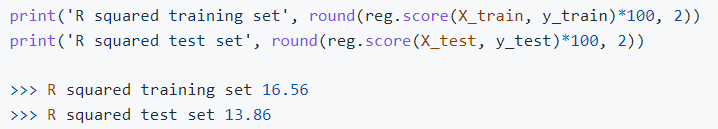 print('R squared training set', round(reg.score(X_train, y_train)*100, 2))
print('R squared test set', round(reg.score(X_test, y_test)*100, 2))
>>> R squared training set 16.56
>>> R squared test set 13.86